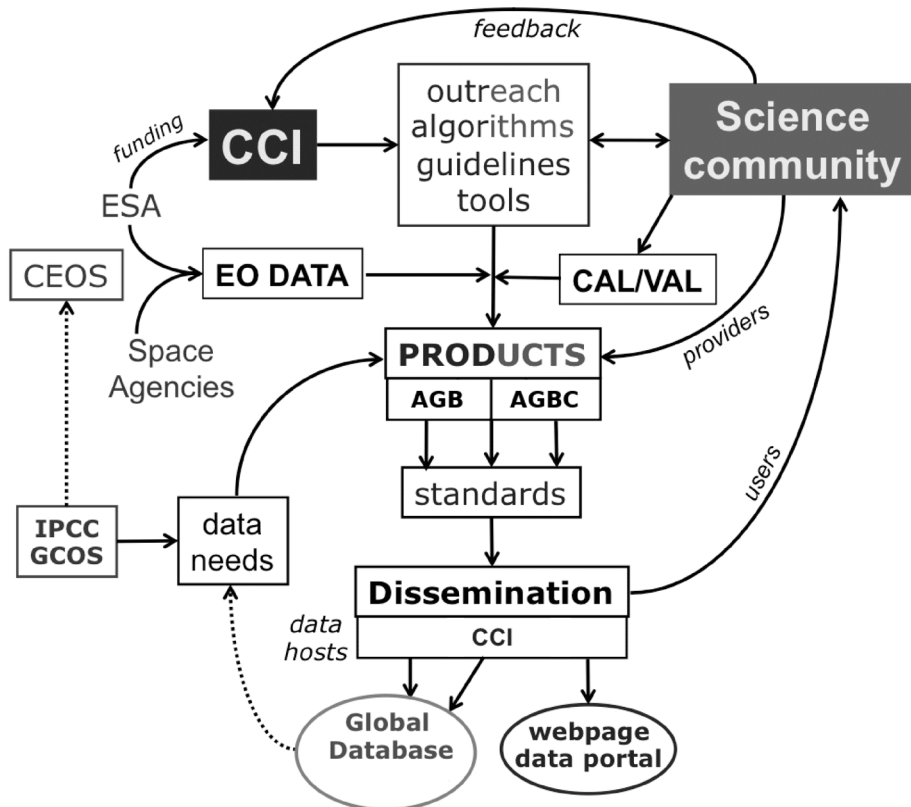 feedback
outreach
algorithms
guidelines
tools
Science
community
CCI
funding
ESA
CEOS
EO DATA
CAL/VAL
Space
Agencies
PRODUCTS
providers
AGB
AGBC
standards
users
IPCC
GCOS
data
needs
Dissemination
data
hosts
CCI
Global
Database
webpage
data portal